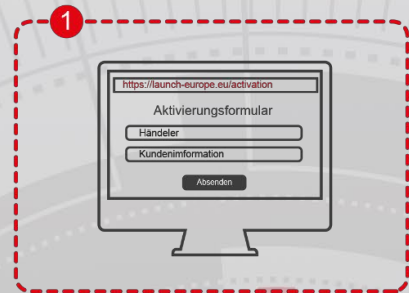 1
https://launch-europe.eu/activation
Aktivierungsformular
Händeler
Kundeninformation
Absenden